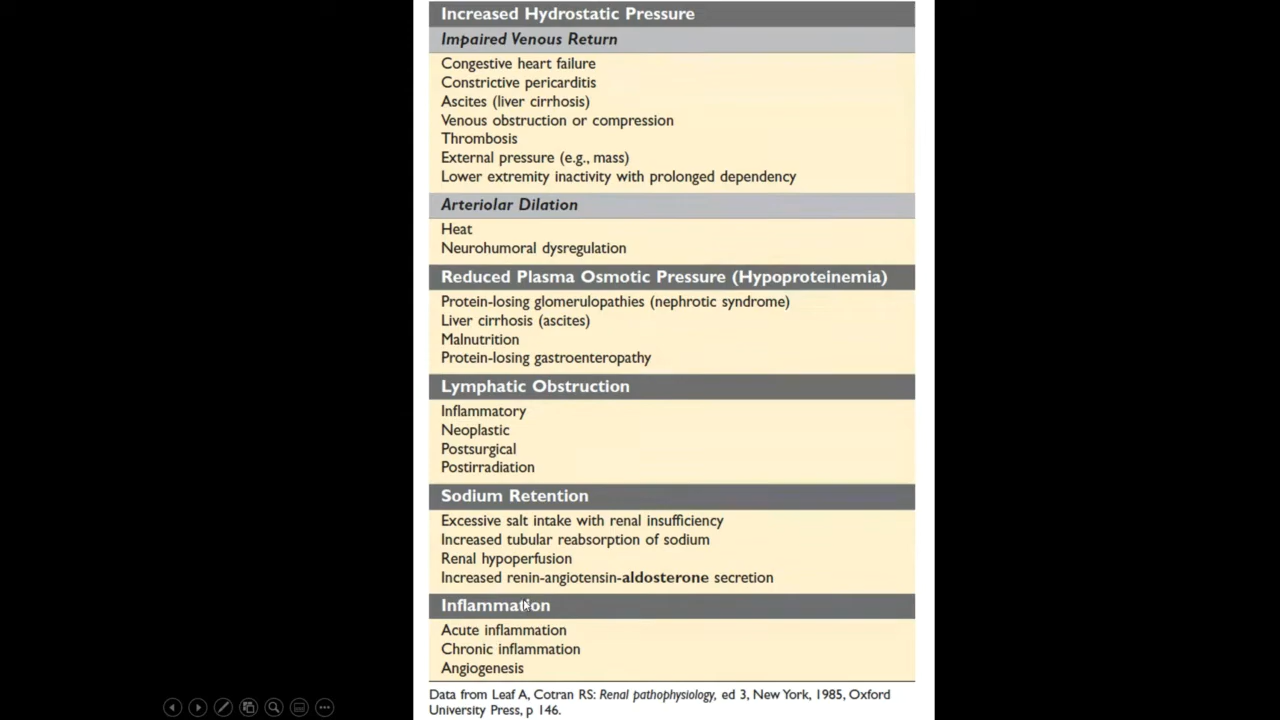 Increased Hydrostatic Pressure
Impaired Venous Return
Congestive heart failure
Constrictive pericarditis
Ascites (liver cirrhosis)
Venous obstruction or compression
Thrombosis
External pressure (e.g., mass)
Lower extremity inactivity with prolonged dependency
Arteriolar Dilation
Heat
Neurohumoral dysregulation
Reduced Plasma Osmotic Pressure (Hypoproteinemia)
Protein-losing glomerulopathies (nephrotic syndrome)
Liver cirrhosis (ascites)
Malnutrition
Protein-losing gastroenteropathy
Lymphatic Obstruction
Inflammatory
Neoplastic
Postsurgical
Postirradiation
Sodium Retention
Excessive salt intake with renal insufficiency
Increased tubular reabsorption of sodium
Renal hypoperfusion
Increased renin-angiotensin-aldosterone secretion
Inflammation
Acute inflammation
Chronic inflammation
Angiogenesis
Data from Leaf A, Cotran RS: Renal pathophysiology, ed 3, New York, 1985, Oxford
University Press, p 146.